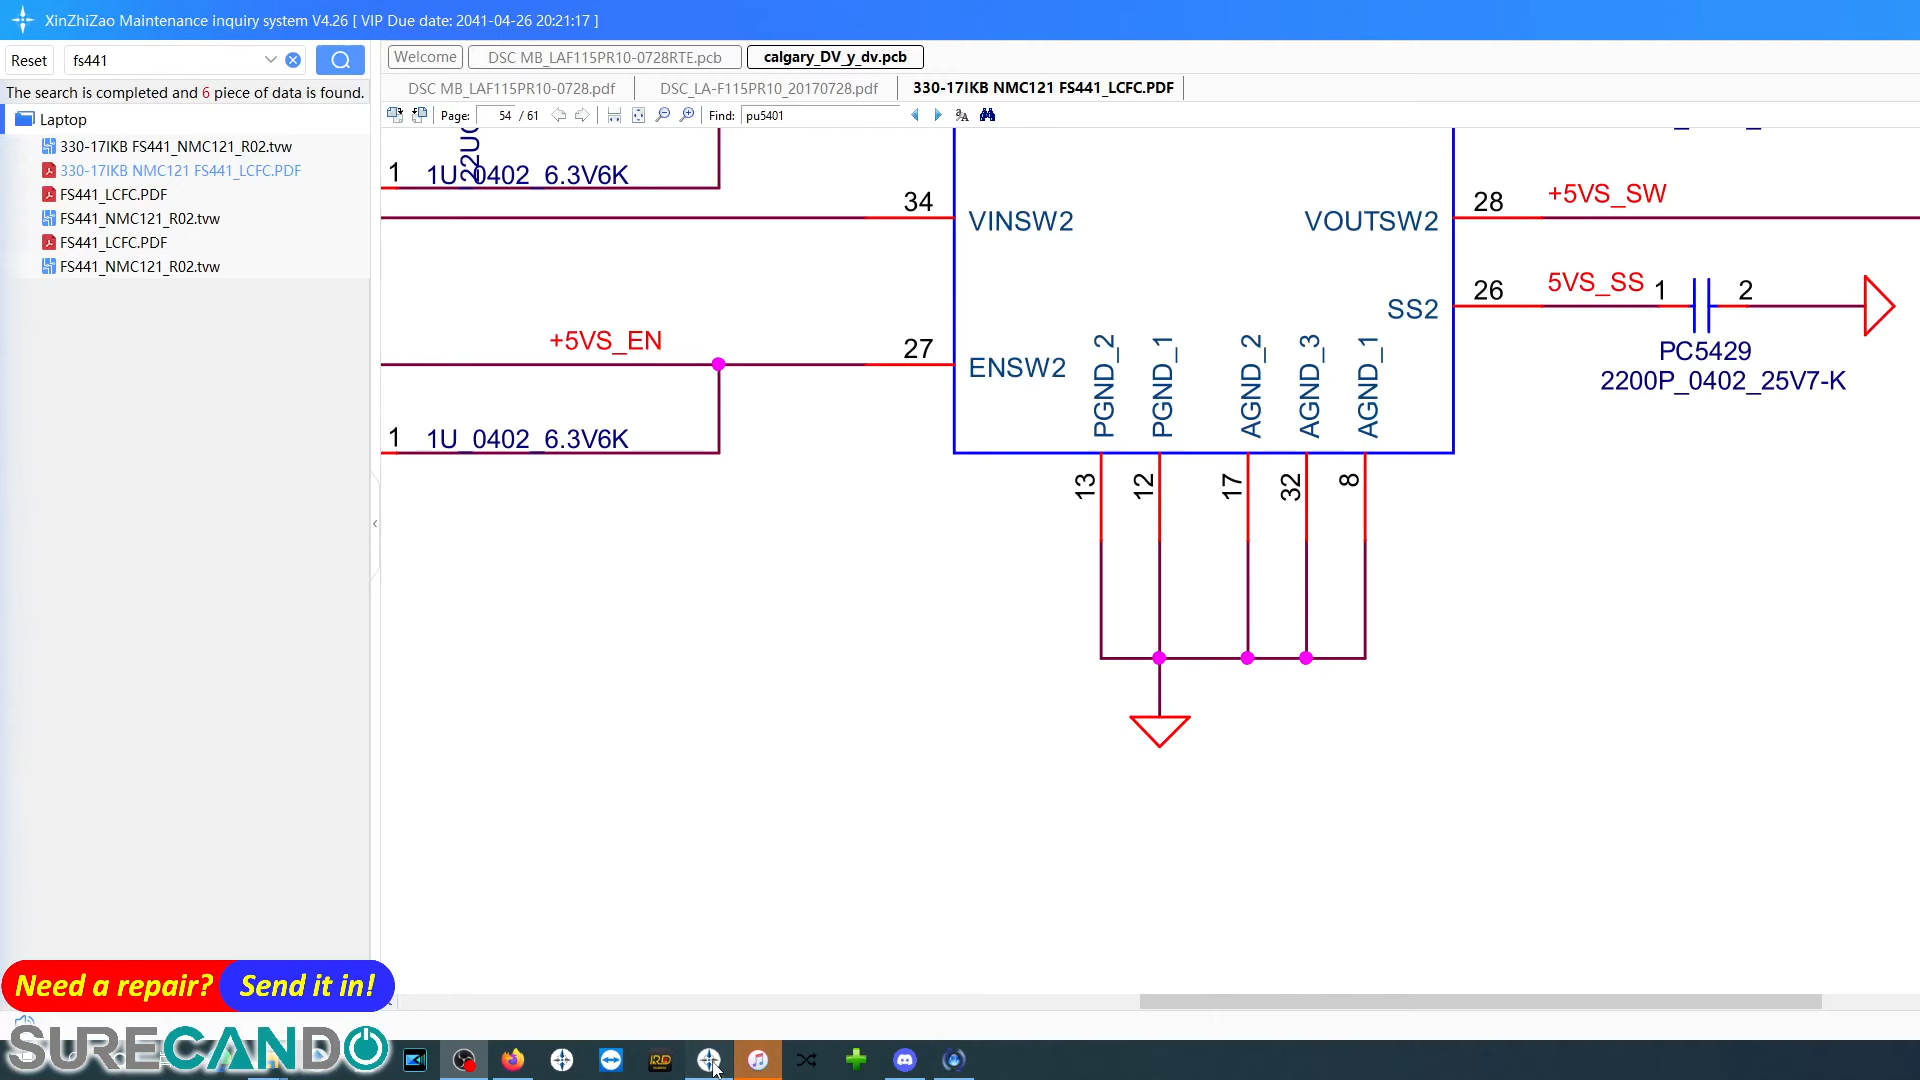 XinZhiZao Maintenance inquiry system V4.26 [ VIP Due date: 2041-04-26 20:21:17 ]
Reset
fs441
The search is completed and 6 piece of data is found.
Laptop
330-17IKB FS441_NMC121_R02.tvw
330-17IKB NMC121 FS441_LCFC.PDF
FS441_LCFC.PDF
FS441_NMC121_R02.tvw
FS441_LCFC.PDF
FS441_NMC121_R02.tvw
Welcome
DSC MB_LAF115PR10-0728RTE.pcb
calgary_DV_y_dv.pcb
DSC MB_LAF115PR10-0728.pdf
DSC_LA-F115PR10_20170728.pdf
330-17IKB NMC121 FS441_LCFC.PDF
Page: 54 / 61
Find: pu5401
1
1U_0402_6.3V6K
34
VINSW2
VOUTSW2
28
+5VS_SW
SS2
26
5VS_SS
1
2
PC5429
2200P_0402_25V7-K
+5VS_EN
27
ENSW2
PGND_2
PGND_1
AGND_2
AGND_3
AGND_1
1
1U_0402_6.3V6K
13
12
17
32
8
Need a repair? Send it in!
SURECANDO